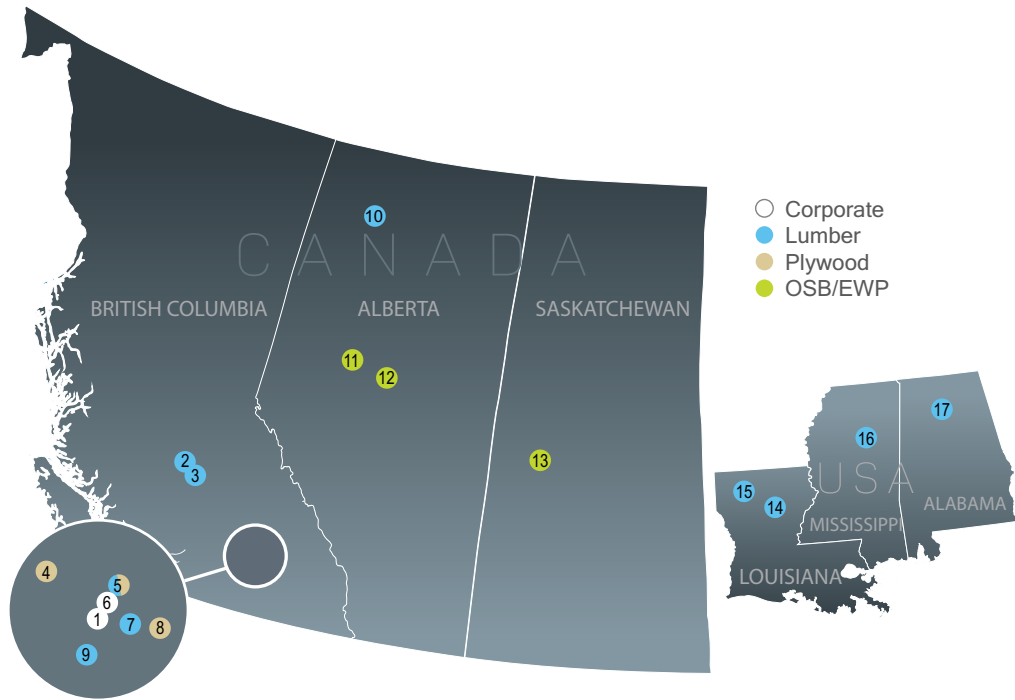 10
CANADA
Corporate
Lumber
Plywood
OSB/EWP
BRITISH COLUMBIA
ALBERTA
SASKATCHEWAN
11
12
2
3
13
17
16
USA
15
14
ALABAMA
MISSISSIPPI
LOUISIANA
4
5
6
1
7
8
9